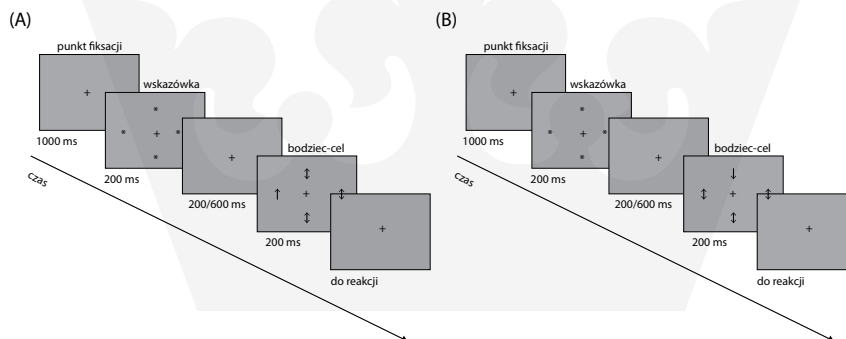 (A)
punkt fiksacji
+
wskazówka
*
* + *
*
1000 ms
+
bodziec-cel
czas
200 ms
↕
↑ + ↕
↕
200/600 ms
+
200 ms
do reakcji
(B)
punkt fiksacji
+
wskazówka
*
* + *
*
1000 ms
+
bodziec-cel
czas
200 ms
↓
↕ + ↕
↕
200/600 ms
+
200 ms
do reakcji